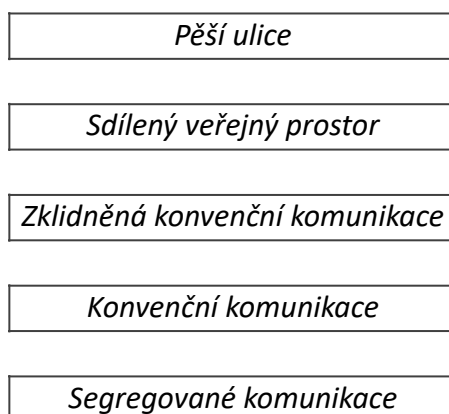 Pěší ulice
Sdílený veřejný prostor
Zklidněná konvenční komunikace
Konvenční komunikace
Segregované komunikace